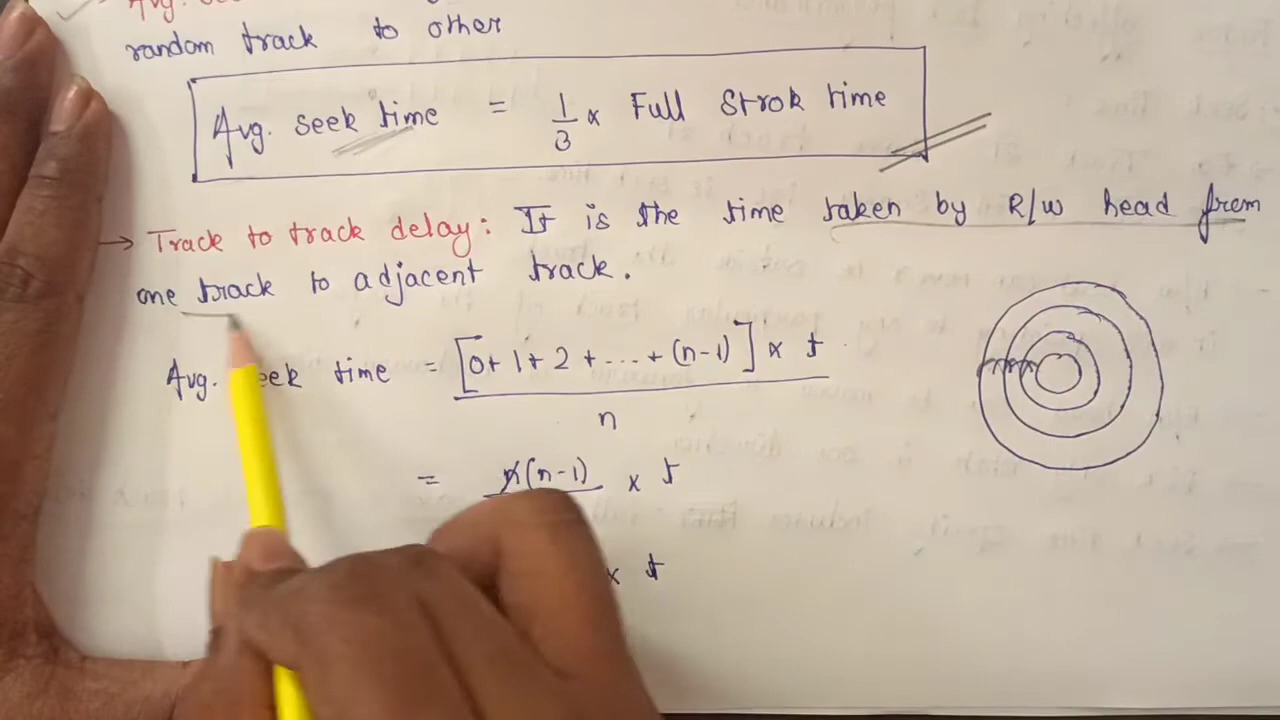 random track to other
Avg. seek time = 1/3 x Full Strok time
→ Track to track delay: It is the time taken by R/w head from
one track to adjacent track.
Avg. seek time = [0+1+2+...+(n-1)] x t
n
= n(n-1) x t
x t